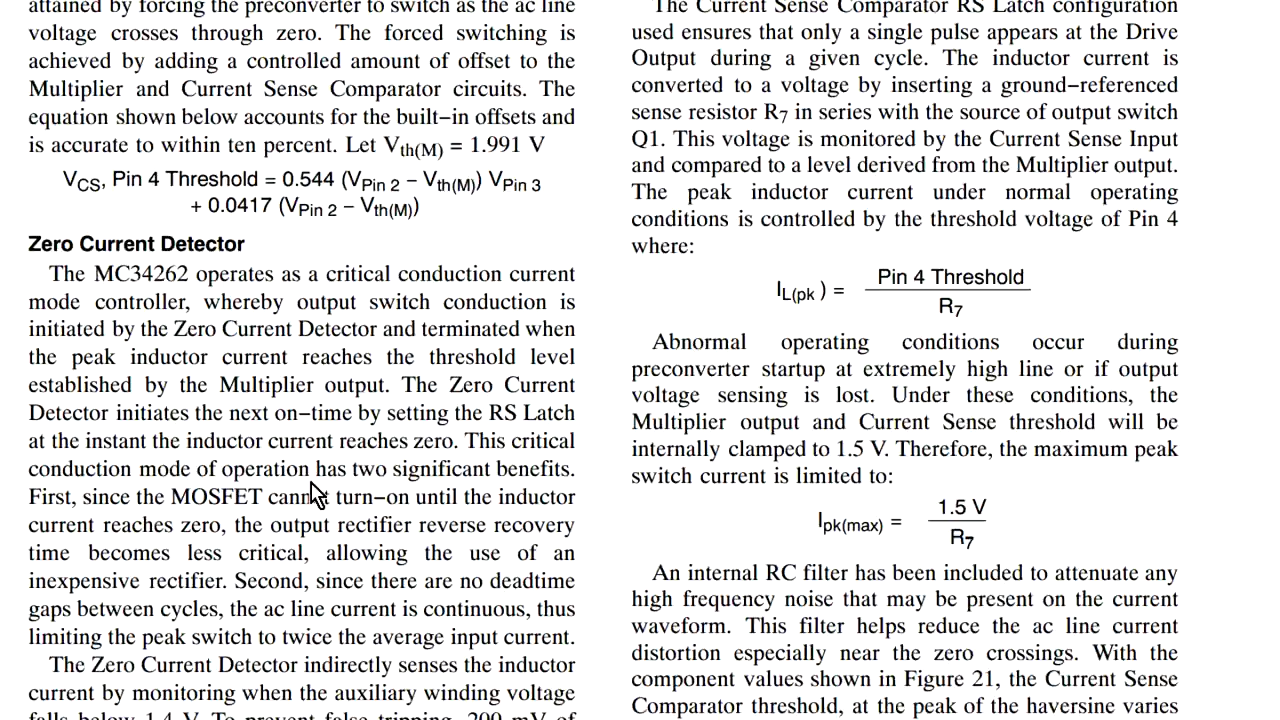 attained by forcing the preconverter to switch as the ac line
voltage crosses through zero. The forced switching is
achieved by adding a controlled amount of offset to the
Multiplier and Current Sense Comparator circuits. The
equation shown below accounts for the built–in offsets and
is accurate to within ten percent. Let Vth(M) = 1.991 V
VCS, Pin 4 Threshold = 0.544 (VPin 2 – Vth(M)) VPin 3
+ 0.0417 (VPin 2 – Vth(M))
Zero Current Detector
The MC34262 operates as a critical conduction current
mode controller, whereby output switch conduction is
initiated by the Zero Current Detector and terminated when
the peak inductor current reaches the threshold level
established by the Multiplier output. The Zero Current
Detector initiates the next on–time by setting the RS Latch
at the instant the inductor current reaches zero. This critical
conduction mode of operation has two significant benefits.
First, since the MOSFET cannot turn–on until the inductor
current reaches zero, the output rectifier reverse recovery
time becomes less critical, allowing the use of an
inexpensive rectifier. Second, since there are no deadtime
gaps between cycles, the ac line current is continuous, thus
limiting the peak switch to twice the average input current.
The Zero Current Detector indirectly senses the inductor
current by monitoring when the auxiliary winding voltage
falls below 1.4 V. To prevent false tripping, 200 mV of
The Current Sense Comparator RS Latch configuration
used ensures that only a single pulse appears at the Drive
Output during a given cycle. The inductor current is
converted to a voltage by inserting a ground–referenced
sense resistor R7 in series with the source of output switch
Q1. This voltage is monitored by the Current Sense Input
and compared to a level derived from the Multiplier output.
The peak inductor current under normal operating
conditions is controlled by the threshold voltage of Pin 4
where:
IL(pk ) = Pin 4 Threshold
R7
Abnormal operating conditions occur during
preconverter startup at extremely high line or if output
voltage sensing is lost. Under these conditions, the
Multiplier output and Current Sense threshold will be
internally clamped to 1.5 V. Therefore, the maximum peak
switch current is limited to:
Ipk(max) = 1.5 V
R7
An internal RC filter has been included to attenuate any
high frequency noise that may be present on the current
waveform. This filter helps reduce the ac line current
distortion especially near the zero crossings. With the
component values shown in Figure 21, the Current Sense
Comparator threshold, at the peak of the haversine varies